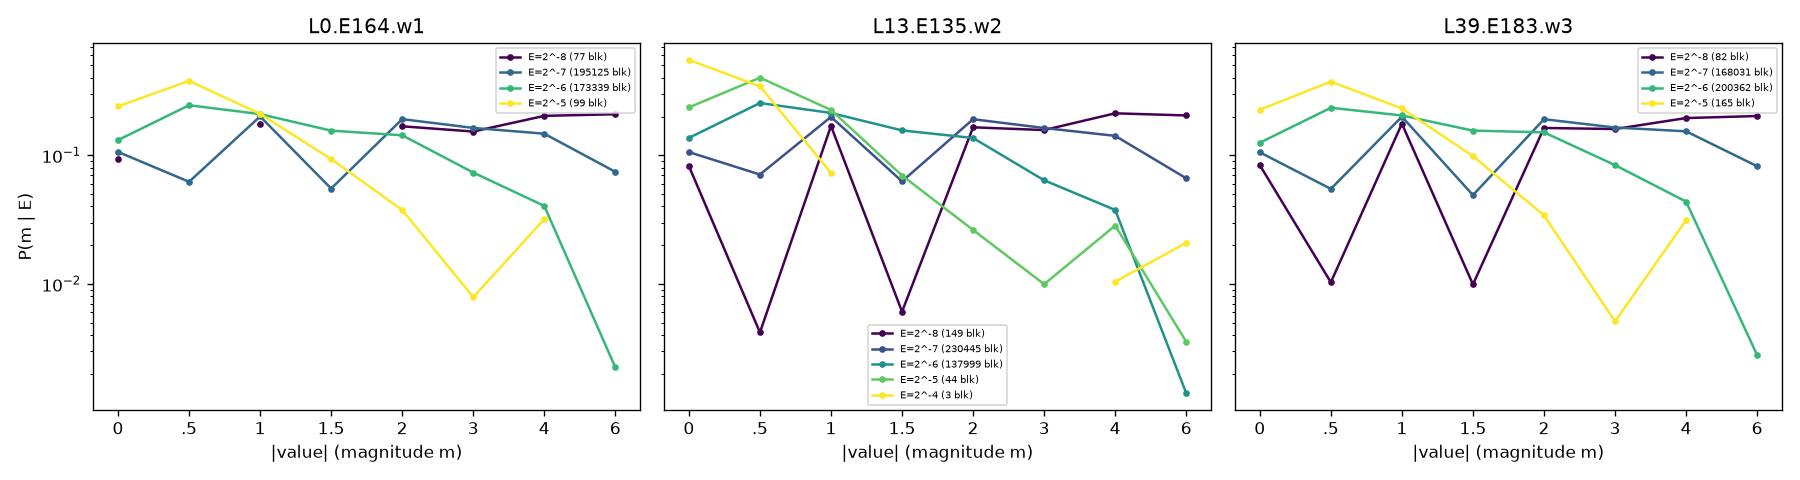 L0.E164.w1
L13.E135.w2
L39.E183.w3
P(m | E)
10^-1
10^-2
E=2^-8 (77 blk)
E=2^-7 (195125 blk)
E=2^-6 (173339 blk)
E=2^-5 (99 blk)
0 .5 1 1.5 2 3 4 6
|value| (magnitude m)
E=2^-8 (149 blk)
E=2^-7 (230445 blk)
E=2^-6 (137999 blk)
E=2^-5 (44 blk)
E=2^-4 (3 blk)
0 .5 1 1.5 2 3 4 6
|value| (magnitude m)
E=2^-8 (82 blk)
E=2^-7 (168031 blk)
E=2^-6 (200362 blk)
E=2^-5 (165 blk)
0 .5 1 1.5 2 3 4 6
|value| (magnitude m)